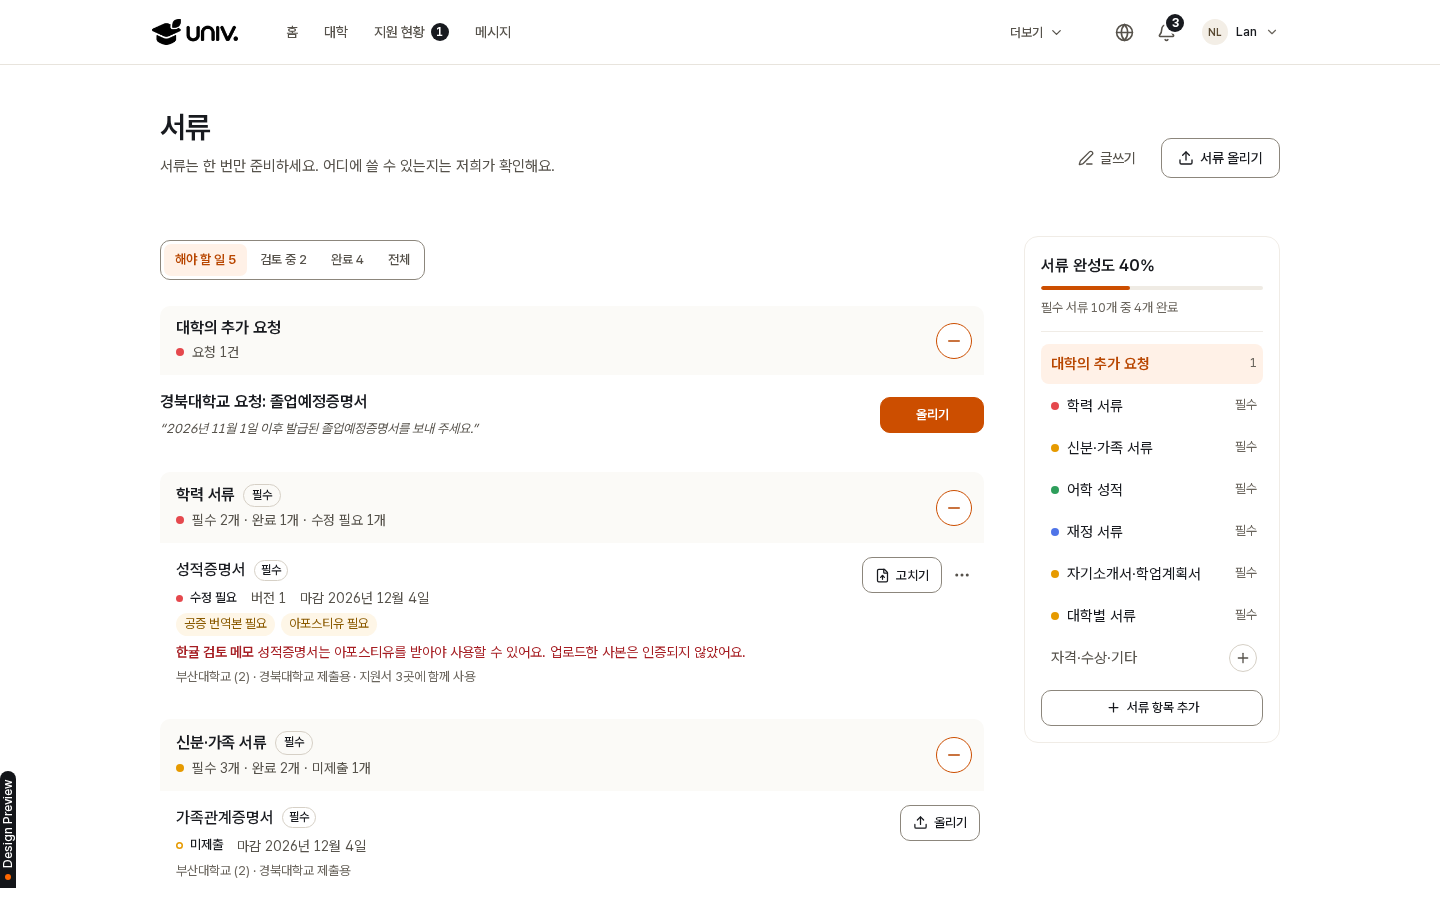 UNIV.
홈
대학
지원 현황 1
메시지
더보기
3
NL Lan
서류
서류는 한 번만 준비하세요. 어디에 쓸 수 있는지는 저희가 확인해요.
글쓰기
서류 올리기
해야 할 일 5
검토 중 2
완료 4
전체
대학의 추가 요청
요청 1건
경북대학교 요청: 졸업예정증명서
“2026년 11월 1일 이후 발급된 졸업예정증명서를 보내 주세요.”
올리기
학력 서류 필수
필수 2개 · 완료 1개 · 수정 필요 1개
성적증명서 필수
고치기
수정 필요 버전 1 마감 2026년 12월 4일
공증 번역본 필요 아포스티유 필요
한글 검토 메모 성적증명서는 아포스티유를 받아야 사용할 수 있어요. 업로드한 사본은 인증되지 않았어요.
부산대학교 (2) · 경북대학교 제출용 · 지원서 3곳에 함께 사용
신분·가족 서류 필수
필수 3개 · 완료 2개 · 미제출 1개
가족관계증명서 필수
올리기
미제출 마감 2026년 12월 4일
부산대학교 (2) · 경북대학교 제출용
서류 완성도 40%
필수 서류 10개 중 4개 완료
대학의 추가 요청 1
학력 서류 필수
신분·가족 서류 필수
어학 성적 필수
재정 서류 필수
자기소개서·학업계획서 필수
대학별 서류 필수
자격·수상·기타
서류 항목 추가
Design Preview